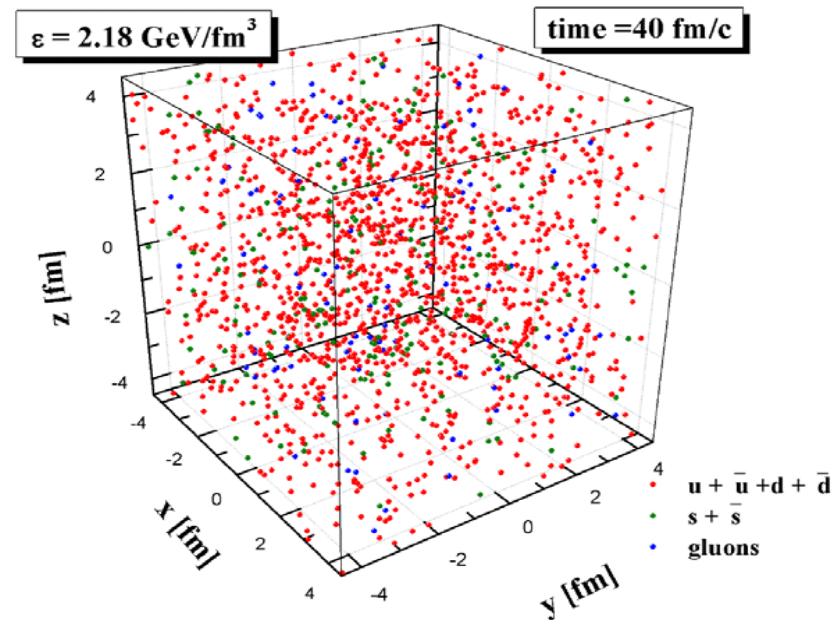 ε = 2.18 GeV/fm³
time =40 fm/c
4
2
0
-2
-4
z [fm]
-4
-2
0
2
4
x [fm]
-4
-2
0
2
4
y [fm]
u + ū +d + d̄
s + s̄
gluons